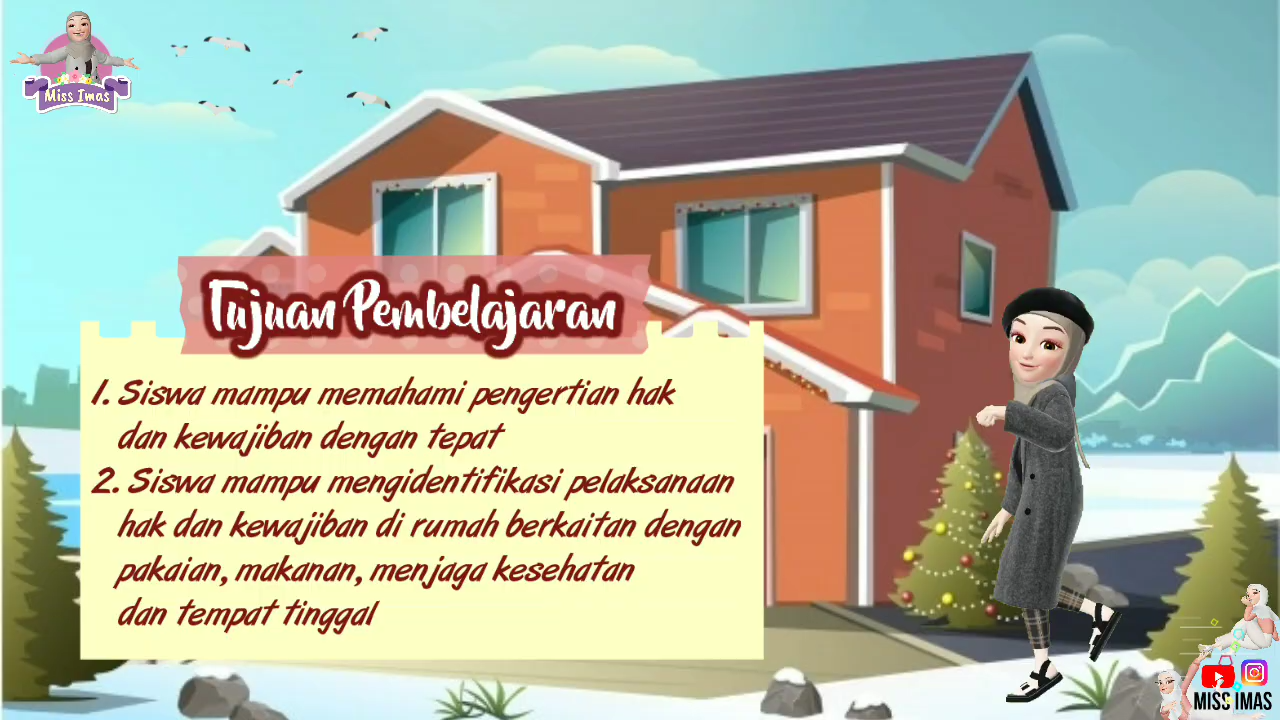 Miss Imas
Tujuan Pembelajaran
1. Siswa mampu memahami pengertian hak
dan kewajiban dengan tepat
2. Siswa mampu mengidentifikasi pelaksanaan
hak dan kewajiban di rumah berkaitan dengan
pakaian, makanan, menjaga kesehatan
dan tempat tinggal
MISS IMAS